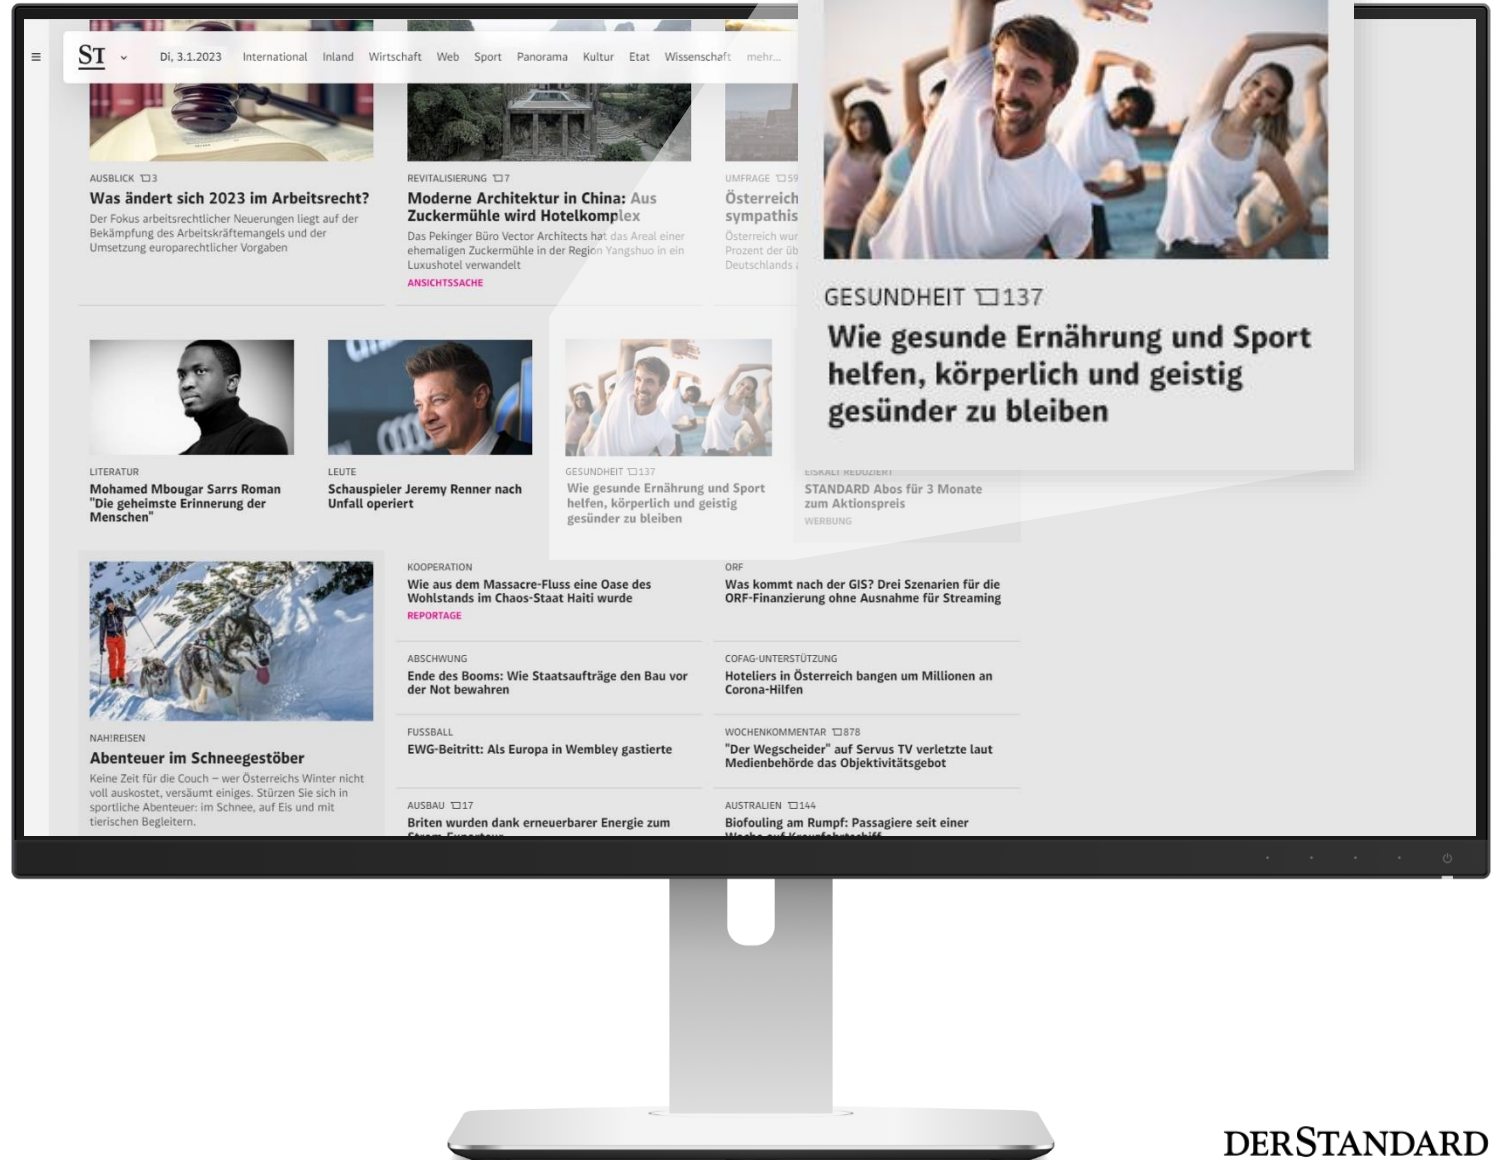 ST
Di, 3.1.2023 International Inland Wirtschaft Web Sport Panorama Kultur Etat Wissenschaft mehr...
AUSBLICK 3
Was ändert sich 2023 im Arbeitsrecht?
Der Fokus arbeitsrechtlicher Neuerungen liegt auf der
Bekämpfung des Arbeitskräftemangels und der
Umsetzung europarechtlicher Vorgaben
REVITALISIERUNG 7
Moderne Architektur in China: Aus
Zuckermühle wird Hotelkomplex
Das Pekinger Büro Vector Architects hat das Areal einer
ehemaligen Zuckermühle in der Region Yangshuo in ein
Luxushotel verwandelt
ANSICHTSSACHE
UMFRAGE 59
Österreich
sympathis
Österreich wur
Prozent der üb
Deutschlands
GESUNDHEIT 137
Wie gesunde Ernährung und Sport
helfen, körperlich und geistig
gesünder zu bleiben
LITERATUR
Mohamed Mbougar Sarrs Roman
"Die geheimste Erinnerung der
Menschen"
LEUTE
Schauspieler Jeremy Renner nach
Unfall operiert
GESUNDHEIT 137
Wie gesunde Ernährung und Sport
helfen, körperlich und geistig
gesünder zu bleiben
EISKALT REDUZIERT
STANDARD Abos für 3 Monate
zum Aktionspreis
WERBUNG
NAH!REISEN
Abenteuer im Schneegestöber
Keine Zeit für die Couch – wer Österreichs Winter nicht
voll auskostet, versäumt einiges. Stürzen Sie sich in
sportliche Abenteuer: im Schnee, auf Eis und mit
tierischen Begleitern.
KOOPERATION
Wie aus dem Massacre-Fluss eine Oase des
Wohlstands im Chaos-Staat Haiti wurde
REPORTAGE
ABSCHWUNG
Ende des Booms: Wie Staatsaufträge den Bau vor
der Not bewahren
FUSSBALL
EWG-Beitritt: Als Europa in Wembley gastierte
AUSBAU 17
Briten wurden dank erneuerbarer Energie zum
Strom-Exporteur
ORF
Was kommt nach der GIS? Drei Szenarien für die
ORF-Finanzierung ohne Ausnahme für Streaming
COFAG-UNTERSTÜTZUNG
Hoteliers in Österreich bangen um Millionen an
Corona-Hilfen
WOCHENKOMMENTAR 878
"Der Wegscheider" auf Servus TV verletzte laut
Medienbehörde das Objektivitätsgebot
AUSTRALIEN 144
Biofouling am Rumpf: Passagiere seit einer
Woche auf Kreuzfahrtschiff
DERSTANDARD